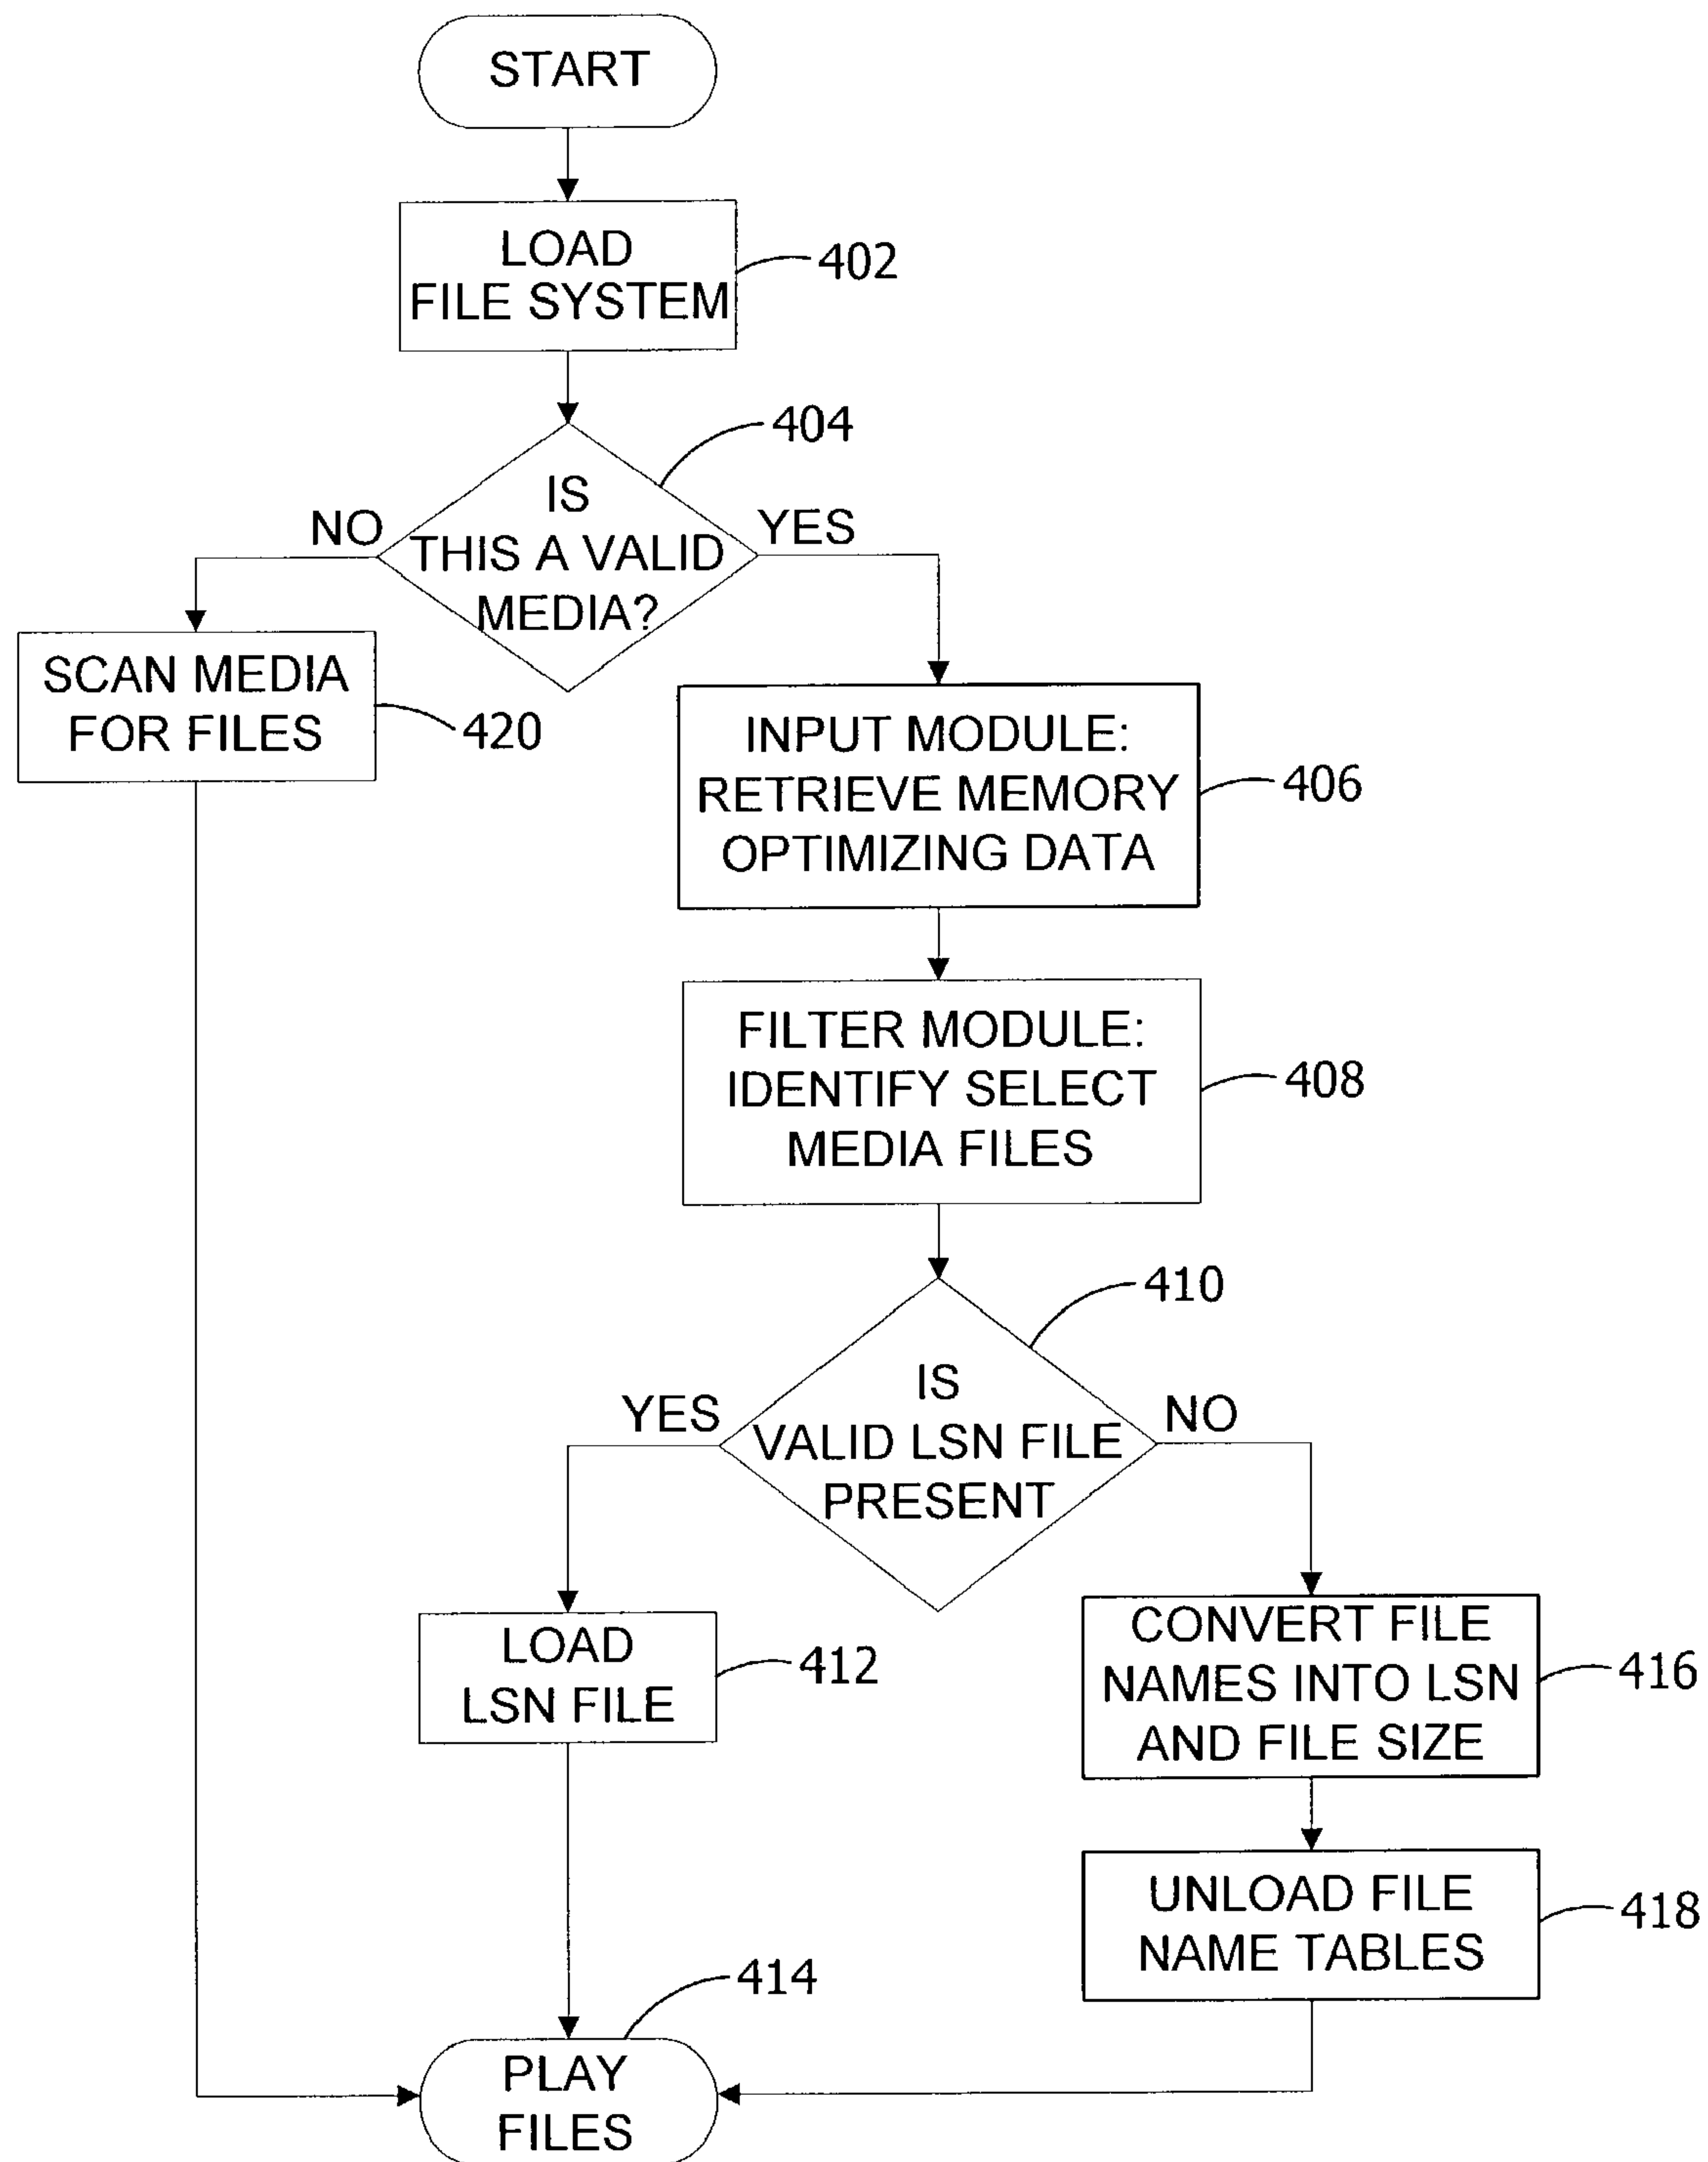 START
LOAD
FILE SYSTEM
402
404
IS
THIS A VALID
MEDIA?
NO
YES
SCAN MEDIA
FOR FILES
420
INPUT MODULE:
RETRIEVE MEMORY
OPTIMIZING DATA
406
FILTER MODULE:
IDENTIFY SELECT
MEDIA FILES
408
410
IS
VALID LSN FILE
PRESENT
YES
NO
LOAD
LSN FILE
412
CONVERT FILE
NAMES INTO LSN
AND FILE SIZE
416
UNLOAD FILE
NAME TABLES
418
414
PLAY
FILES